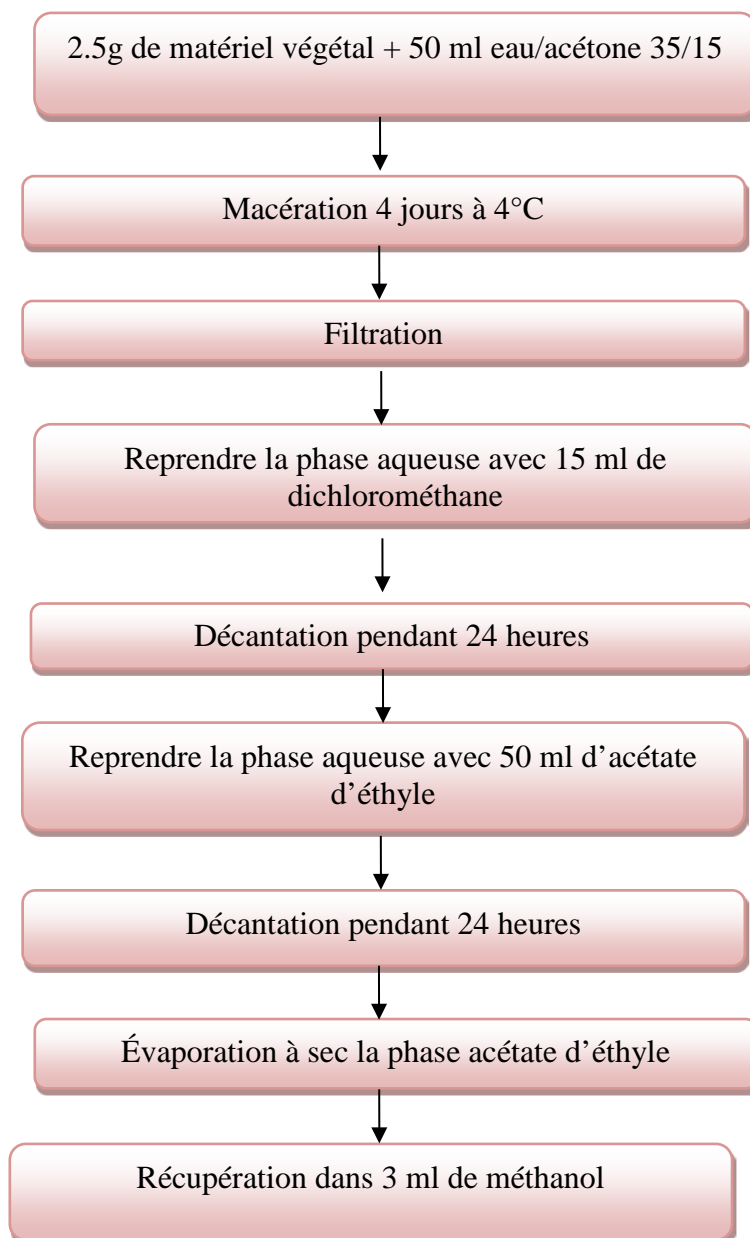 2.5g de matériel végétal + 50 ml eau/acétone 35/15
Macération 4 jours à 4°C
Filtration
Reprendre la phase aqueuse avec 15 ml de
dichlorométhane
Décantation pendant 24 heures
Reprendre la phase aqueuse avec 50 ml d’acétate
d’éthyle
Décantation pendant 24 heures
Évaporation à sec la phase acétate d’éthyle
Récupération dans 3 ml de méthanol